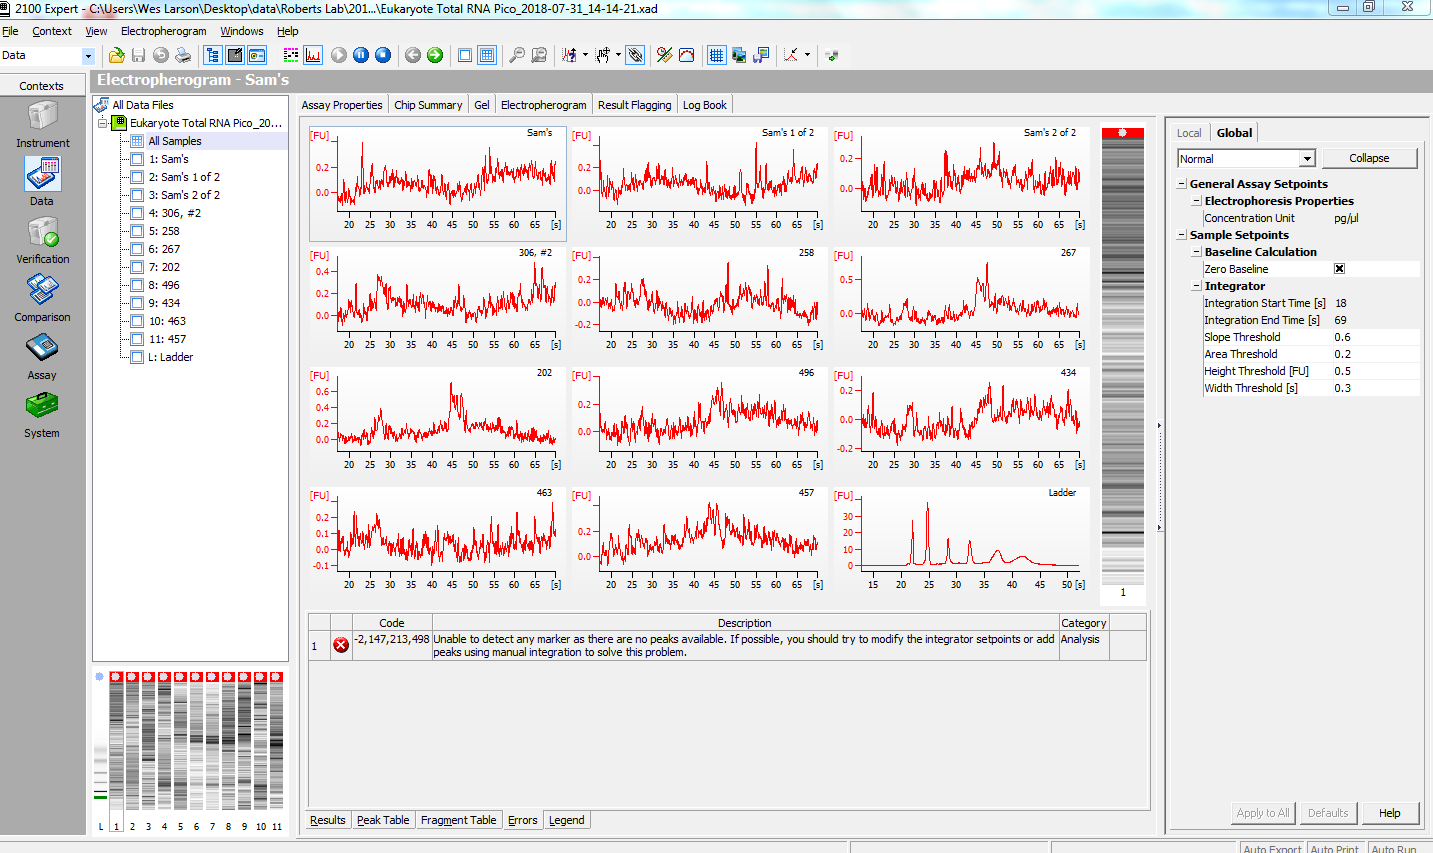 2100 Expert - C:\Users\Wes Larson\Desktop\data\Roberts Lab\201...\Eukaryote Total RNA Pico_2018-07-31_14-14-21.xad
File Context View Electropherogram Windows Help
Data
Contexts
Electropherogram - Sam's
Instrument
Data
Verification
Comparison
Assay
System
All Data Files
Eukaryote Total RNA Pico_20...
All Samples
1: Sam's
2: Sam's 1 of 2
3: Sam's 2 of 2
4: 306, #2
5: 258
6: 267
7: 202
8: 496
9: 434
10: 463
11: 457
L: Ladder
L 1 2 3 4 5 6 7 8 9 10 11
Assay Properties Chip Summary Gel Electropherogram Result Flagging Log Book
[FU] Sam's
0.2
0.0
20 25 30 35 40 45 50 55 60 65 [s]
[FU] Sam's 1 of 2
0.2
0.0
20 25 30 35 40 45 50 55 60 65 [s]
[FU] Sam's 2 of 2
0.2
0.0
20 25 30 35 40 45 50 55 60 65 [s]
[FU] 306, #2
0.4
0.2
0.0
20 25 30 35 40 45 50 55 60 65 [s]
[FU] 258
0.2
0.0
-0.2
20 25 30 35 40 45 50 55 60 65 [s]
[FU] 267
0.5
0.0
20 25 30 35 40 45 50 55 60 65 [s]
[FU] 202
0.6
0.4
0.2
0.0
20 25 30 35 40 45 50 55 60 65 [s]
[FU] 496
0.2
0.0
20 25 30 35 40 45 50 55 60 65 [s]
[FU] 434
0.2
0.0
-0.2
20 25 30 35 40 45 50 55 60 65 [s]
[FU] 463
0.2
0.1
0.0
-0.1
20 25 30 35 40 45 50 55 60 65 [s]
[FU] 457
0.2
0.0
20 25 30 35 40 45 50 55 60 65 [s]
[FU] Ladder
30
20
10
0
15 20 25 30 35 40 45 50 [s]
1
Code Description Category
1 -2,147,213,498 Unable to detect any marker as there are no peaks available. If possible, you should try to modify the integrator setpoints or add Analysis
peaks using manual integration to solve this problem.
Results Peak Table Fragment Table Errors Legend
Local Global
Normal Collapse
General Assay Setpoints
Electrophoresis Properties
Concentration Unit pg/µl
Sample Setpoints
Baseline Calculation
Zero Baseline
Integrator
Integration Start Time [s] 18
Integration End Time [s] 69
Slope Threshold 0.6
Area Threshold 0.2
Height Threshold [FU] 0.5
Width Threshold [s] 0.3
Apply to All Defaults Help
Auto Export Auto Print Auto Run